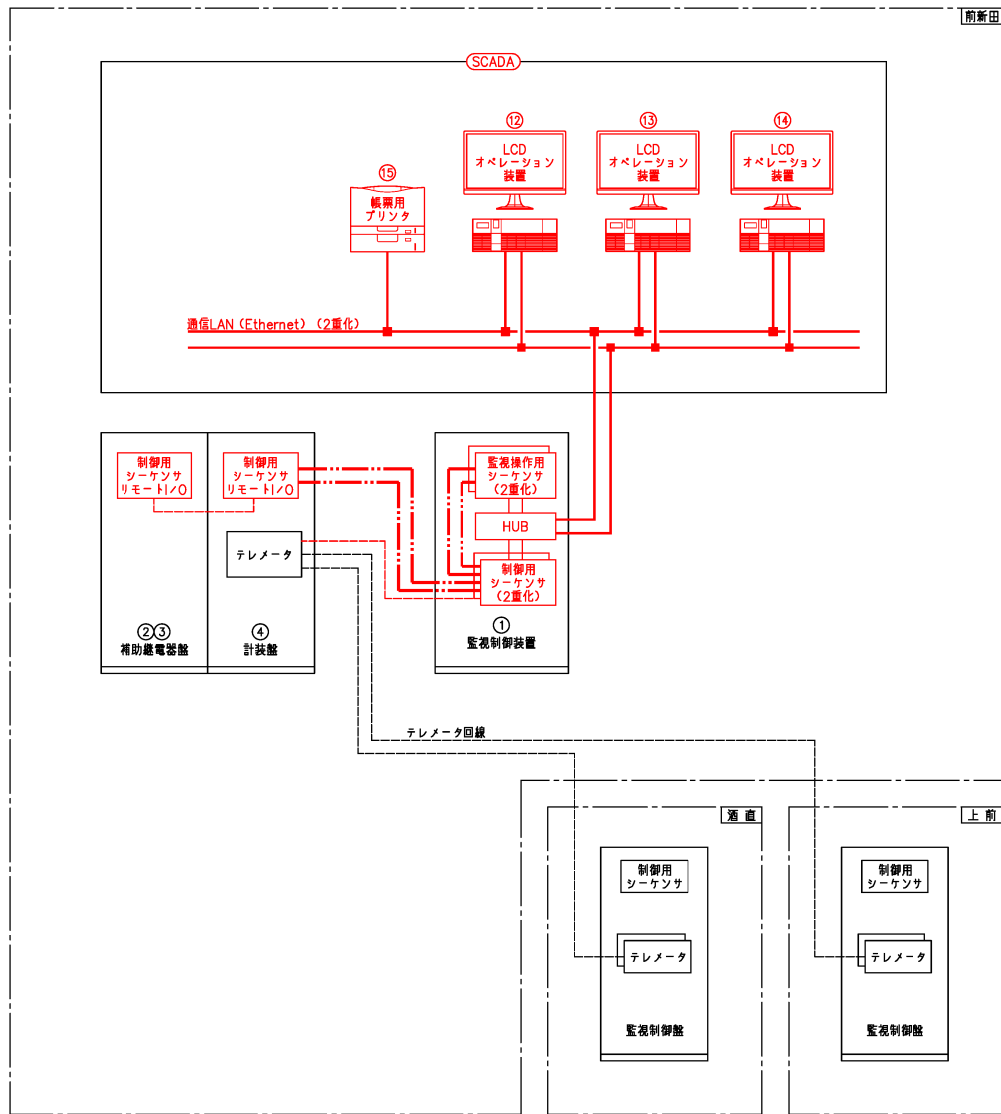 前新田
SCADA
⑫
⑬
⑭
LCD
オペレーション
装置
LCD
オペレーション
装置
LCD
オペレーション
装置
⑮
帳票用
プリンタ
通信LAN（Ethernet）（2重化）
制御用
シーケンサ
リモートI/O
制御用
シーケンサ
リモートI/O
監視操作用
シーケンサ
（2重化）
HUB
テレメータ
制御用
シーケンサ
（2重化）
②③
補助継電器盤
④
計装盤
①
監視制御装置
テレメータ回線
酒直
上前
制御用
シーケンサ
制御用
シーケンサ
テレメータ
テレメータ
監視制御盤
監視制御盤